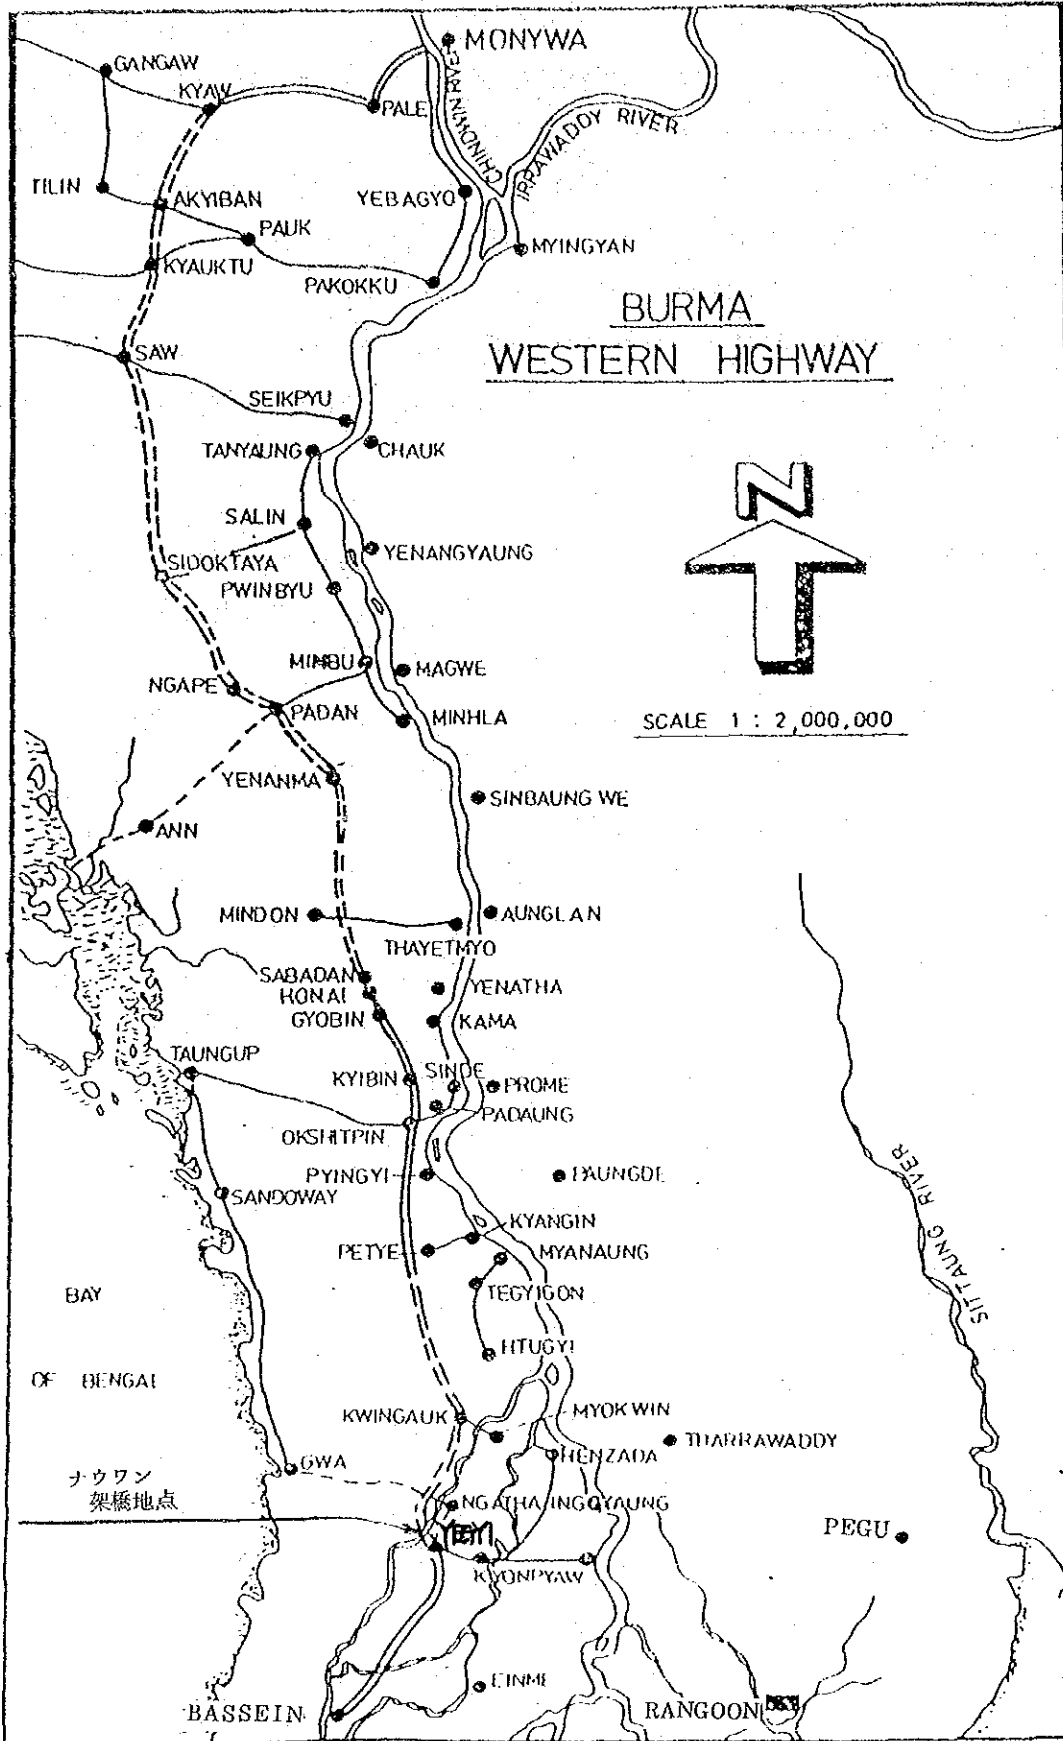 MONYWA
GANGAW
KYAW
PALE
CHINDWIN RIVER
IRRAWADDY RIVER
TILIN
AKYIBAN
YEBAGYO
PAUK
MYINGYAN
KYAUKTU
PAKOKKU
BURMA
WESTERN HIGHWAY
SAW
SEIKPYU
TANYAUNG
CHAUK
N
SALIN
YENANGYAUNG
SIDOKTAYA
PWINBYU
MINBU
MAGWE
NGAPE
PADAN
MINHLA
SCALE 1 : 2,000,000
YENANMA
SINBAUNG WE
ANN
MINDON
AUNGLAN
THAYETMYO
SABADAN
YENATHA
HONAI
GYOBIN
KAMA
TAUNGUP
KYIBIN
SINDE
PROME
PADAUNG
OKSHITPIN
PYINGYI
PAUNGDE
SANDOWAY
SITTAUNG RIVER
KYANGIN
PETYE
MYANAUNG
TEGYIGON
BAY
HTUGYI
OF BENGAL
KWINGAUK
MYOKWIN
THARRAWADDY
HENZADA
GWA
ナウワン
架橋地点
NGATHAINGGYAUNG
YEGYI
PEGU
KYONPYAW
EINME
BASSEIN
RANGOON